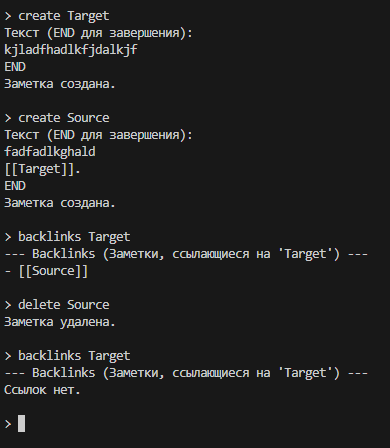 > create Target
Текст (END для завершения):
kjladfhadlkfjdalkjf
END
Заметка создана.
> create Source
Текст (END для завершения):
fadfadlkghald
[[Target]].
END
Заметка создана.
> backlinks Target
--- Backlinks (Заметки, ссылающиеся на 'Target') ---
- [[Source]]
> delete Source
Заметка удалена.
> backlinks Target
--- Backlinks (Заметки, ссылающиеся на 'Target') ---
Ссылок нет.
>